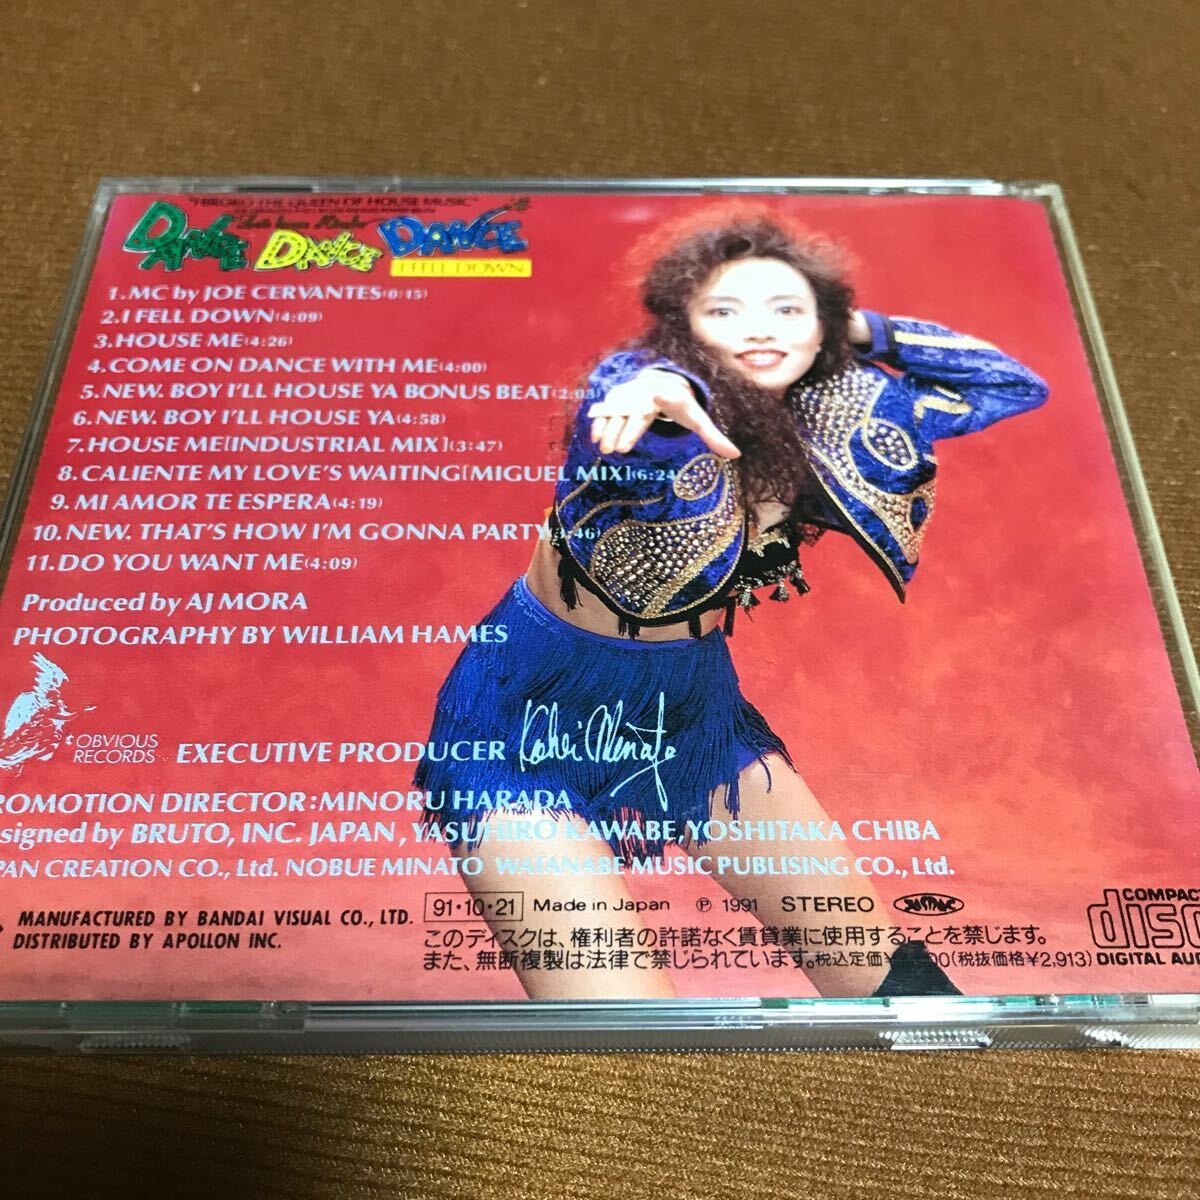 "HIROKO THE QUEEN OF HOUSE MUSIC"
DANCE DANCE DANCE
I FELL DOWN
1.MC by JOE CERVANTES(0:15)
2.I FELL DOWN(4:09)
3.HOUSE ME(4:26)
4.COME ON DANCE WITH ME(4:00)
5.NEW. BOY I'LL HOUSE YA BONUS BEAT(2:03)
6.NEW. BOY I'LL HOUSE YA(4:58)
7.HOUSE ME[INDUSTRIAL MIX](3:47)
8.CALIENTE MY LOVE'S WAITING[MIGUEL MIX](6:24)
9.MI AMOR TE ESPERA(4:19)
10.NEW. THAT'S HOW I'M GONNA PARTY( :46)
11.DO YOU WANT ME(4:09)
Produced by AJ MORA
PHOTOGRAPHY BY WILLIAM HAMES
OBVIOUS
RECORDS
EXECUTIVE PRODUCER Kohei Minato
ROMOTION DIRECTOR:MINORU HARADA
signed by BRUTO, INC. JAPAN, YASUHIRO KAWABE, YOSHITAKA CHIBA
PAN CREATION CO., Ltd. NOBUE MINATO WATANABE MUSIC PUBLISING CO., Ltd.
MANUFACTURED BY BANDAI VISUAL CO., LTD.
DISTRIBUTED BY APOLLON INC.
91・10・21 Made in Japan ℗ 1991 STEREO
このディスクは、権利者の許諾なく賃貸業に使用することを禁じます。
また、無断複製は法律で禁じられています。税込定価¥ 00(税抜価格¥2,913)
COMPACT
disc
DIGITAL AUD